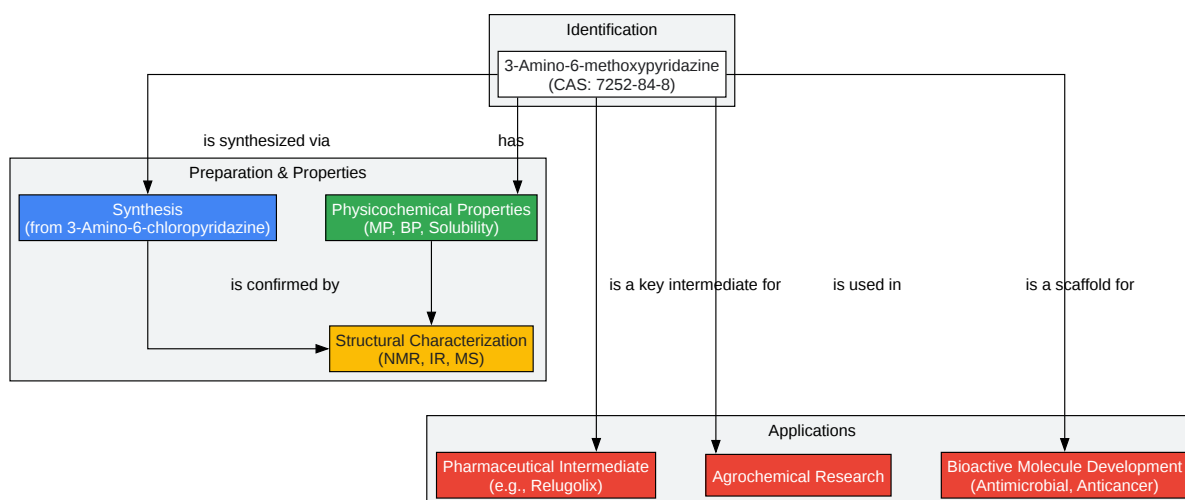 Identification
3-Amino-6-methoxypyridazine
(CAS: 7252-84-8)
is synthesized via
has
Preparation & Properties
Synthesis
(from 3-Amino-6-chloropyridazine)
Physicochemical Properties
(MP, BP, Solubility)
is confirmed by
is a key intermediate for
is used in
is a scaffold for
Structural Characterization
(NMR, IR, MS)
Applications
Pharmaceutical Intermediate
(e.g., Relugolix)
Agrochemical Research
Bioactive Molecule Development
(Antimicrobial, Anticancer)